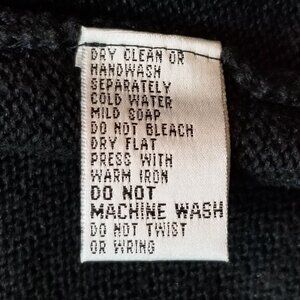 DRY CLEAN OR
HANDWASH
SEPARATELY
COLD WATER
MILD SOAP
DO NOT BLEACH
DRY FLAT
PRESS WITH
WARM IRON
DO NOT
MACHINE WASH
DO NOT TWIST
OR WRING